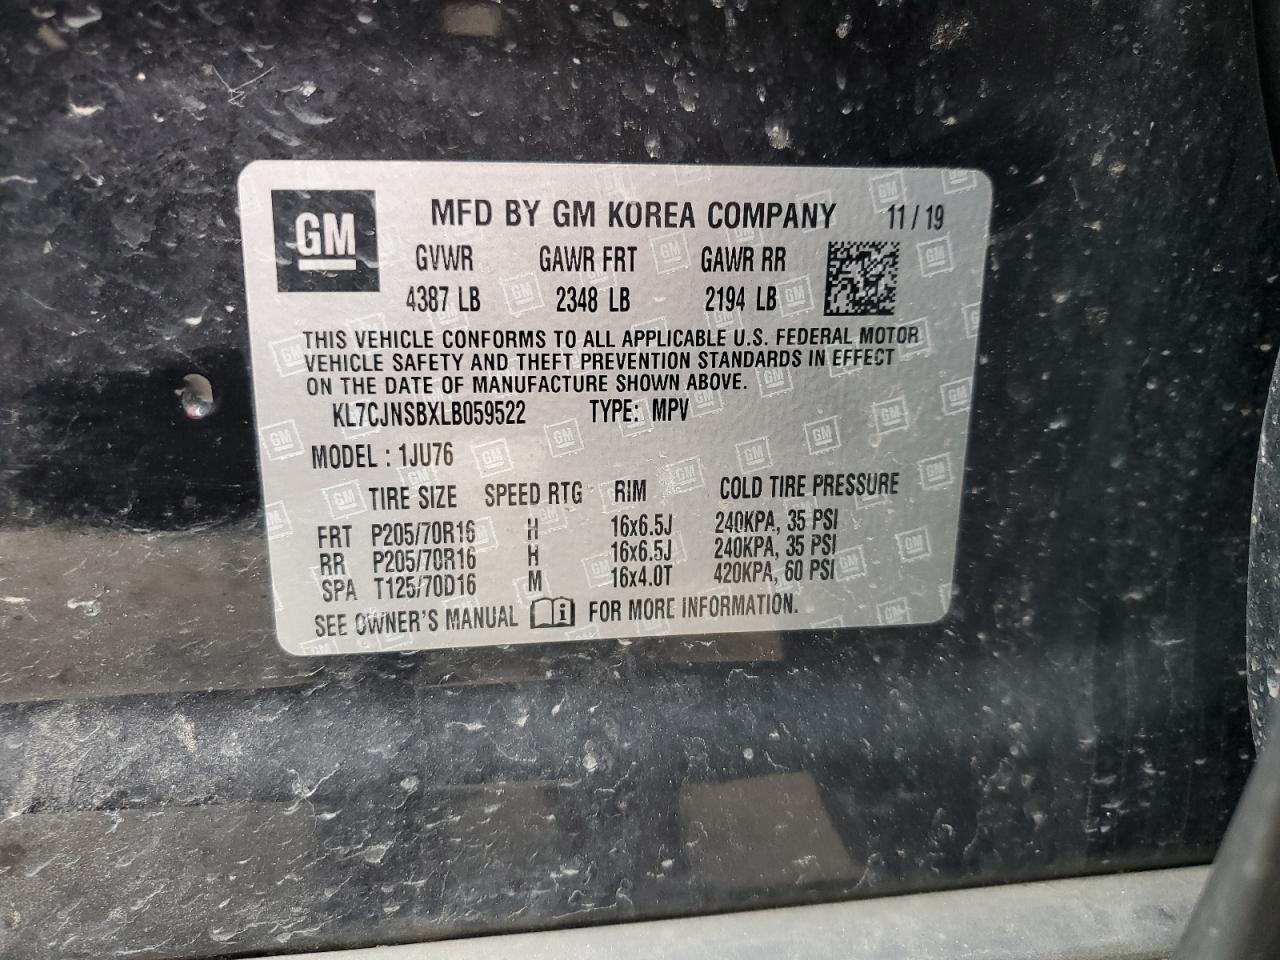 GM MFD BY GM KOREA COMPANY 11 / 19
GVWR GAWR FRT GAWR RR
4387 LB 2348 LB 2194 LB
THIS VEHICLE CONFORMS TO ALL APPLICABLE U.S. FEDERAL MOTOR
VEHICLE SAFETY AND THEFT PREVENTION STANDARDS IN EFFECT
ON THE DATE OF MANUFACTURE SHOWN ABOVE.
KL7CJNSBXLB059522 TYPE: MPV
MODEL : 1JU76
TIRE SIZE SPEED RTG RIM COLD TIRE PRESSURE
FRT P205/70R16 H 16x6.5J 240KPA, 35 PSI
RR P205/70R16 H 16x6.5J 240KPA, 35 PSI
SPA T125/70D16 M 16x4.0T 420KPA, 60 PSI
SEE OWNER'S MANUAL FOR MORE INFORMATION.